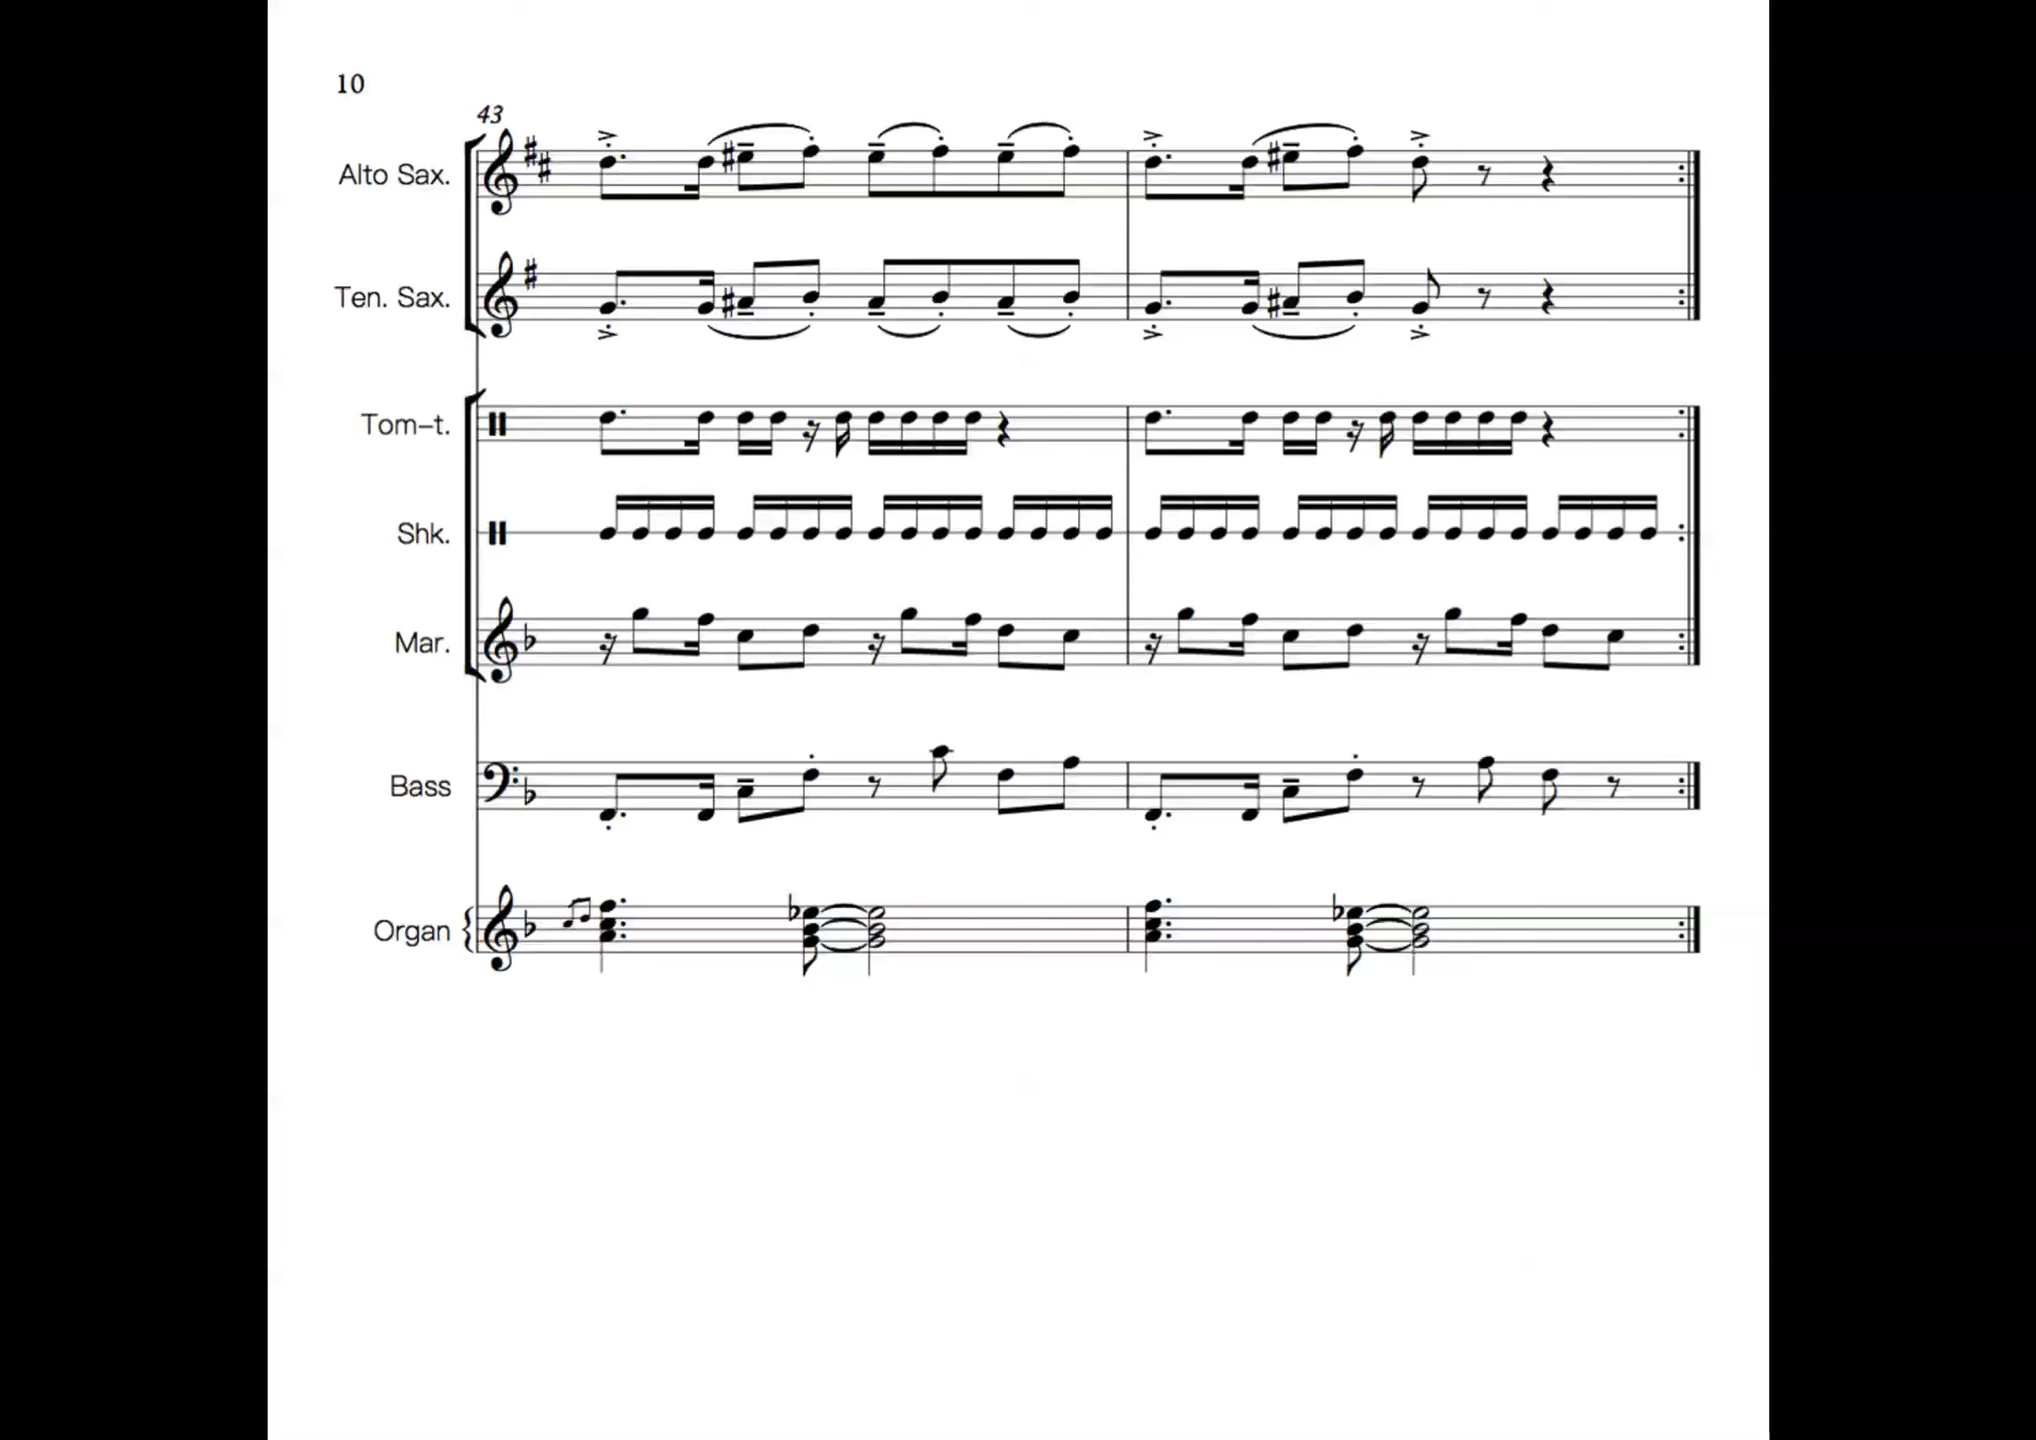 10
43
Alto Sax.
Ten. Sax.
Tom-t.
Shk.
Mar.
Bass
Organ